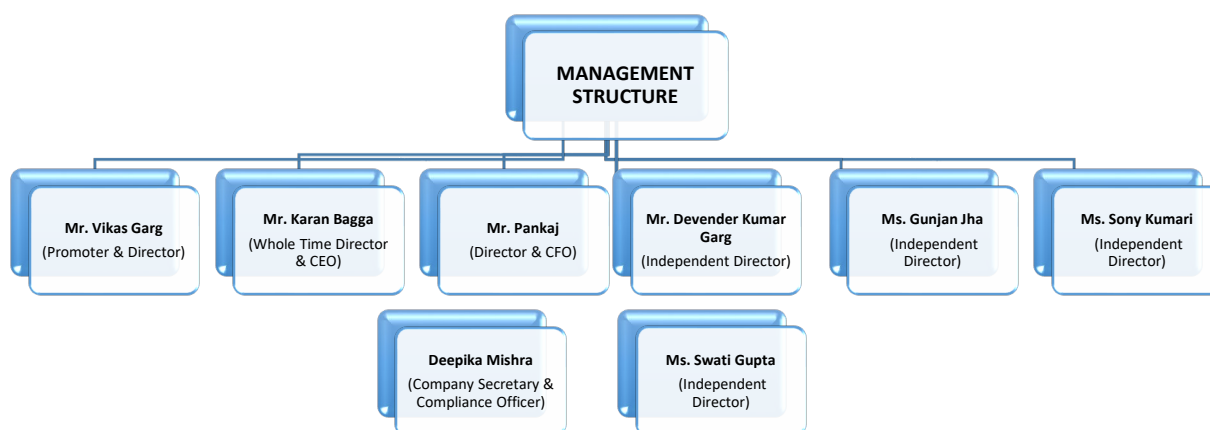 MANAGEMENT
STRUCTURE
Mr. Vikas Garg
(Promoter & Director)
Mr. Karan Bagga
(Whole Time Director
& CEO)
Mr. Pankaj
(Director & CFO)
Mr. Devender Kumar
Garg
(Independent Director)
Ms. Gunjan Jha
(Independent
Director)
Ms. Sony Kumari
(Independent
Director)
Deepika Mishra
(Company Secretary &
Compliance Officer)
Ms. Swati Gupta
(Independent
Director)